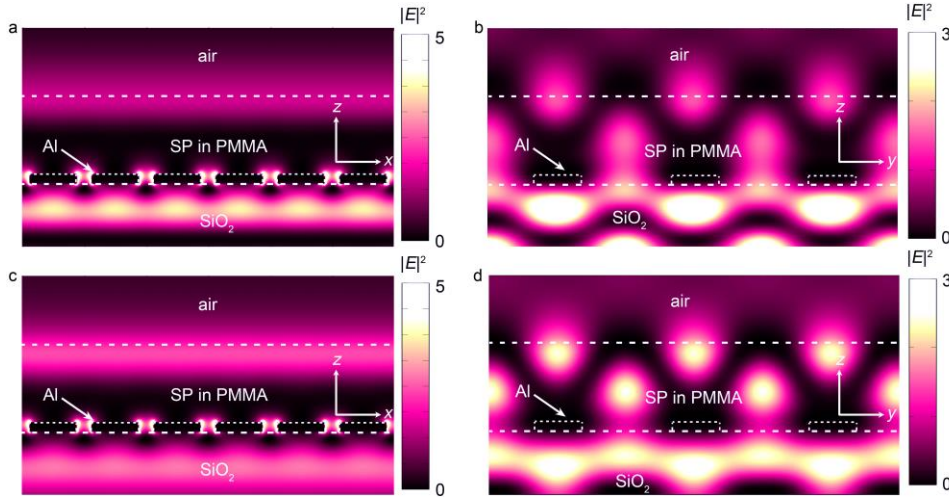 a
|E|²
5
air
z
Al
SP in PMMA
x
SiO₂
0
b
|E|²
3
air
z
Al
SP in PMMA
y
SiO₂
0
c
|E|²
5
air
z
Al
SP in PMMA
x
SiO₂
0
d
|E|²
3
air
z
Al
SP in PMMA
y
SiO₂
0